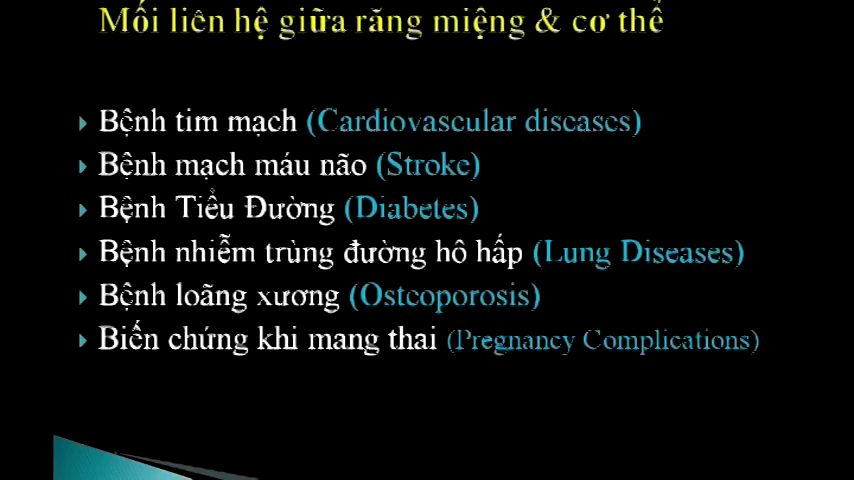 Mối liên hệ giữa răng miệng & cơ thể
Bệnh tim mạch (Cardiovascular diseases)
Bệnh mạch máu não (Stroke)
Bệnh Tiểu Đường (Diabetes)
Bệnh nhiễm trùng đường hô hấp (Lung Diseases)
Bệnh loãng xương (Osteoporosis)
Biến chứng khi mang thai (Pregnancy Complications)